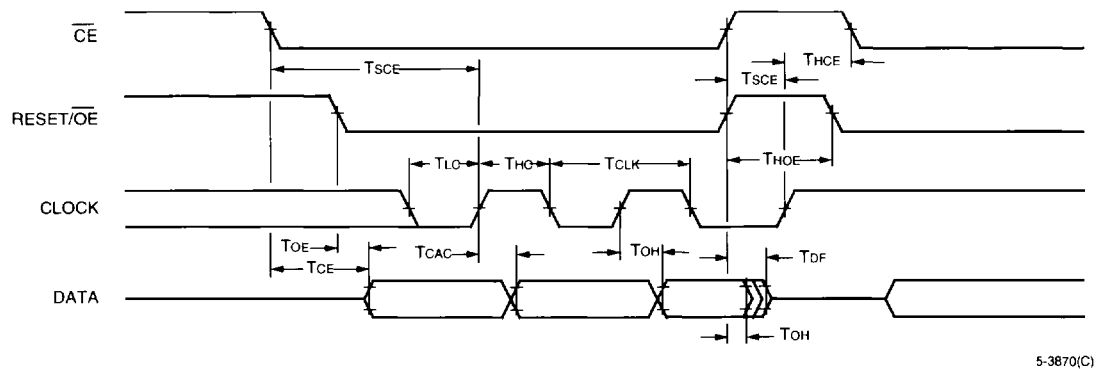 CE
TSCE
THCE
TSCE
RESET/OE
TLC
THC
TCLK
THOE
CLOCK
TOE
TCAC
TOH
TDF
TCE
DATA
TOH
5-3870(C)